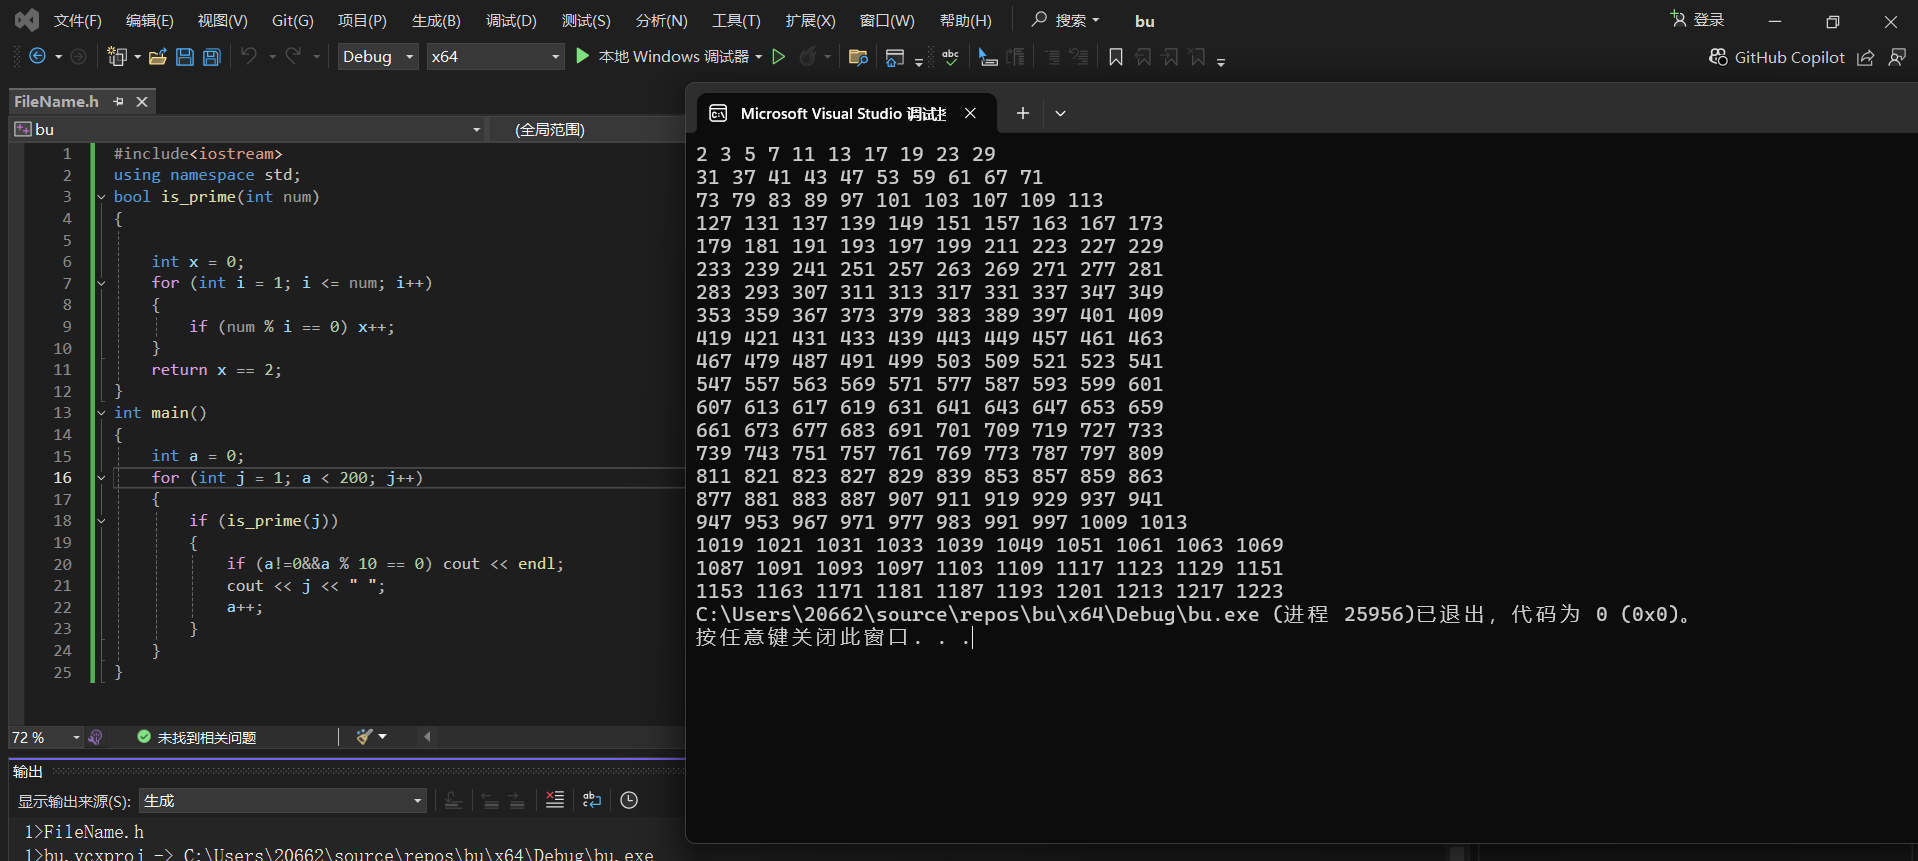 文件(F) 编辑(E) 视图(V) Git(G) 项目(P) 生成(B) 调试(D) 测试(S) 分析(N) 工具(T) 扩展(X) 窗口(W) 帮助(H) 搜索 bu 登录
Debug x64 本地 Windows 调试器 abc GitHub Copilot
FileName.h
bu (全局范围)
1 #include<iostream>
2 using namespace std;
3 bool is_prime(int num)
4 {
5
6 int x = 0;
7 for (int i = 1; i <= num; i++)
8 {
9 if (num % i == 0) x++;
10 }
11 return x == 2;
12 }
13 int main()
14 {
15 int a = 0;
16 for (int j = 1; a < 200; j++)
17 {
18 if (is_prime(j))
19 {
20 if (a!=0&&a % 10 == 0) cout << endl;
21 cout << j << " ";
22 a++;
23 }
24 }
25 }
72 % 未找到相关问题
输出
显示输出来源(S): 生成
1>FileName.h
1>bu.vcxproj -> C:\Users\20662\source\repos\bu\x64\Debug\bu.exe
Microsoft Visual Studio 调试
2 3 5 7 11 13 17 19 23 29
31 37 41 43 47 53 59 61 67 71
73 79 83 89 97 101 103 107 109 113
127 131 137 139 149 151 157 163 167 173
179 181 191 193 197 199 211 223 227 229
233 239 241 251 257 263 269 271 277 281
283 293 307 311 313 317 331 337 347 349
353 359 367 373 379 383 389 397 401 409
419 421 431 433 439 443 449 457 461 463
467 479 487 491 499 503 509 521 523 541
547 557 563 569 571 577 587 593 599 601
607 613 617 619 631 641 643 647 653 659
661 673 677 683 691 701 709 719 727 733
739 743 751 757 761 769 773 787 797 809
811 821 823 827 829 839 853 857 859 863
877 881 883 887 907 911 919 929 937 941
947 953 967 971 977 983 991 997 1009 1013
1019 1021 1031 1033 1039 1049 1051 1061 1063 1069
1087 1091 1093 1097 1103 1109 1117 1123 1129 1151
1153 1163 1171 1181 1187 1193 1201 1213 1217 1223
C:\Users\20662\source\repos\bu\x64\Debug\bu.exe (进程 25956)已退出，代码为 0 (0x0)。
按任意键关闭此窗口. . .